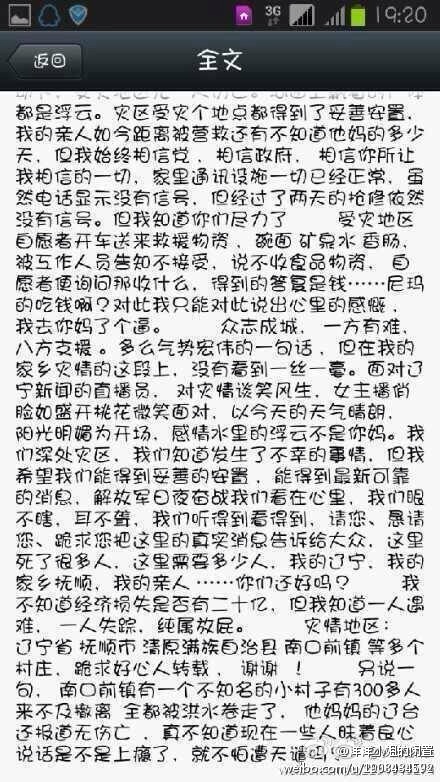 3G 19:20
返回
全文
都是浮云。灾区受灾个地点都得到了妥善安置,
我的亲人如今距离被营救还有不知道他妈的多少
天,但我始终相信党,相信政府, 相信你所让
我相信的一切,家里通讯设施一切已经正常,虽
然电话显示没有信号,但经过了两天的抢修依然
没有信号。但我知道你们尽力了 受灾地区
自愿者开车送来救援物资 ,碗面 矿泉水 香肠,
被工作人员告知不接受,说不收食品物资, 自
愿者便询问那收什么,得到的答复是钱……尼玛
的吃钱啊?对此我只能对此说出心里的感慨 ,
我去你妈了个逼。 众志成城, 一方有难,
八方支援 。多么气势宏伟的一句话 ,但在我的
家乡灾情的这段上,没有看到一丝一毫。面对辽
宁新闻的直播员, 对灾情谈笑风生,女主播俏
脸如盛开桃花微笑面对,以今天的天气晴朗,
阳光明媚为开场,感情水里的浮云不是你妈。我
们深处灾区,我们知道发生了不幸的事情,但我
希望我们能得到妥善的安置 ,能得到最新可靠
的消息,解放军日夜奋战我们看在心里,我们眼
不瞎,耳不聋,我们听得到看得到,请您、恳请
您、跪求您把这里的真实消息告诉给大众,这里
死了很多人,这里需要多少人,我的辽宁,我的
家乡抚顺,我的亲人 ……你们还好吗? 我
不知道经济损失是否有二十亿,但我知道一人遇
难, 一人失踪,纯属放屁。 灾情地区:
辽宁省 抚顺市 清原满族自治县 南口前镇 等多个
村庄,跪求好心人转载 , 谢谢 ! 另说一
句, 南口前镇有一个不知名的小村子有300多人
来不及撤离 全都被洪水卷走了, 他妈妈的辽台
还报道无伤亡 ,真不知道现在一些人昧着良心
说话是不是上瘾了,就不怕遭天谴吗